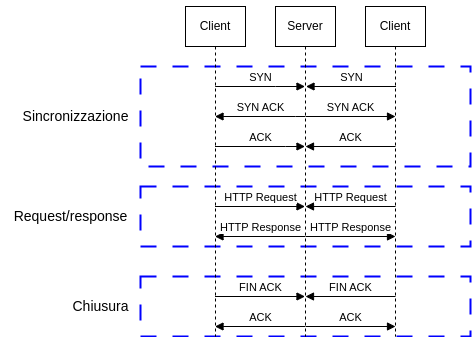 Client Server Client
SYN SYN
Sincronizzazione
SYN ACK SYN ACK
ACK ACK
HTTP Request HTTP Request
Request/response
HTTP Response HTTP Response
FIN ACK FIN ACK
Chiusura
ACK ACK